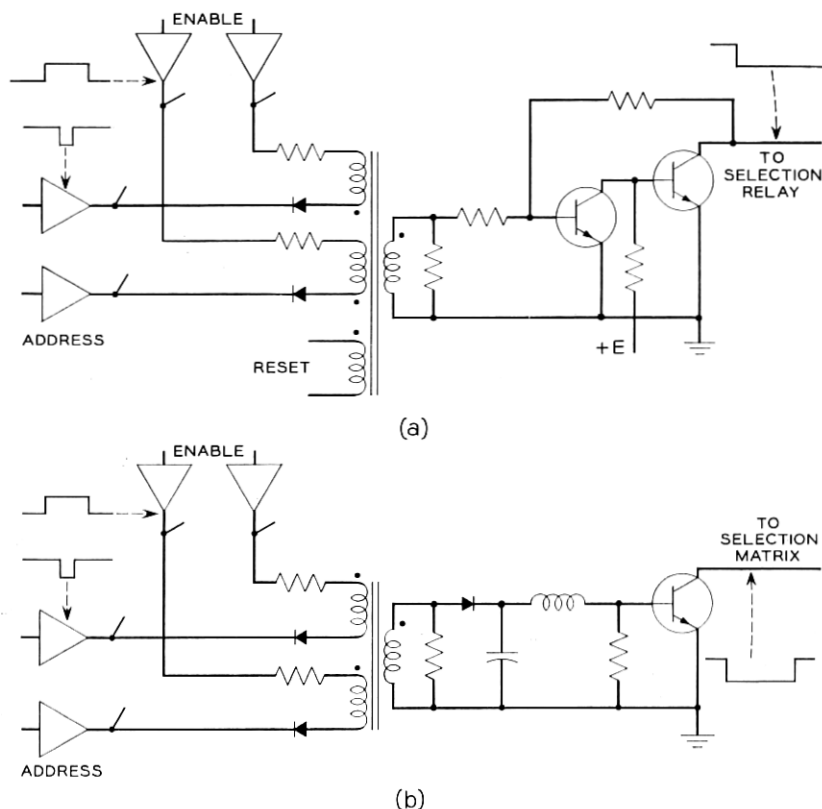 ENABLE
TO
SELECTION
RELAY
ADDRESS
RESET
+E
(a)
ENABLE
TO
SELECTION
MATRIX
ADDRESS
(b)